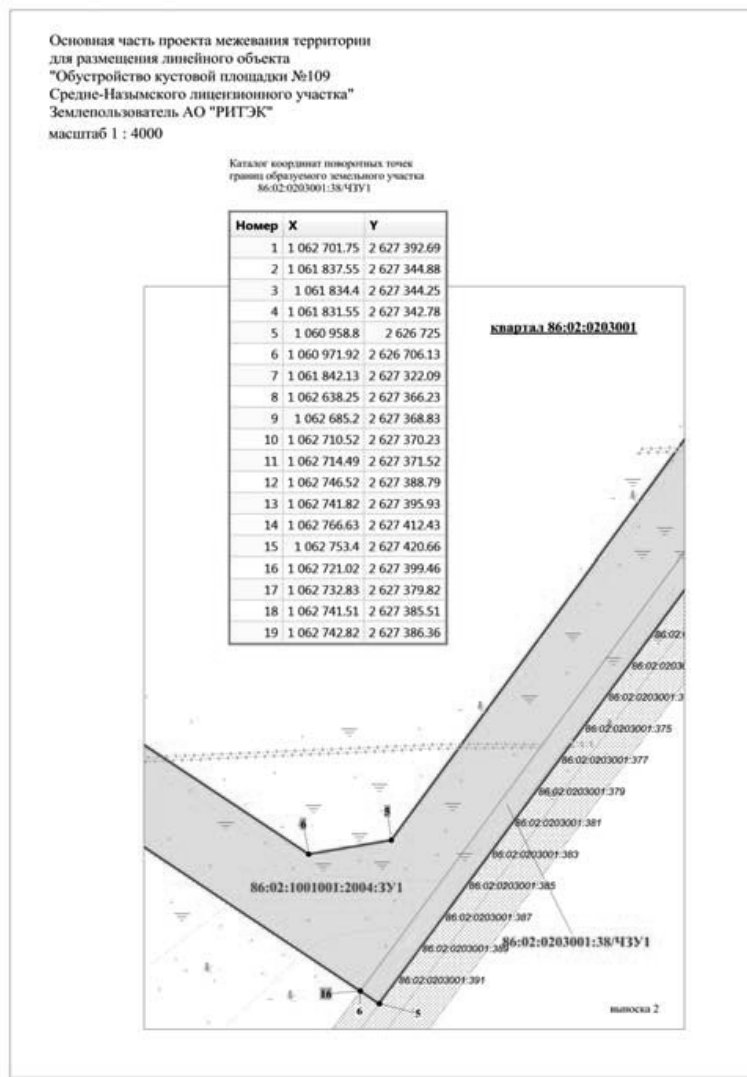 Основная часть проекта межевания территории
для размещения линейного объекта
"Обустройство кустовой площадки №109
Средне-Назымского лицензионного участка"
Землепользователь АО "РИТЭК"
масштаб 1 : 4000
Каталог координат поворотных точек
границ образуемого земельного участка
86:02:0203001:38/ЧЗУ1
Номер X Y
1 1 062 701.75 2 627 392.69
2 1 061 837.55 2 627 344.88
3 1 061 834.4 2 627 344.25
4 1 061 831.55 2 627 342.78
5 1 060 958.8 2 626 725
6 1 060 971.92 2 626 706.13
7 1 061 842.13 2 627 322.09
8 1 062 638.25 2 627 366.23
9 1 062 685.2 2 627 368.83
10 1 062 710.52 2 627 370.23
11 1 062 714.49 2 627 371.52
12 1 062 746.52 2 627 388.79
13 1 062 741.82 2 627 395.93
14 1 062 766.63 2 627 412.43
15 1 062 753.4 2 627 420.66
16 1 062 721.02 2 627 399.46
17 1 062 732.83 2 627 379.82
18 1 062 741.51 2 627 385.51
19 1 062 742.82 2 627 386.36
квартал 86:02:0203001
86:02:0203001:3
86:02:0203001:375
86:02:0203001:377
86:02:0203001:379
86:02:0203001:381
6
5
86:02:0203001:383
86:02:1001001:2004:ЗУ1
86:02:0203001:385
86:02:0203001:387
86:02:0203001:389
86:02:0203001:38/ЧЗУ1
86:02:0203001:391
16
6
5
выноска 2